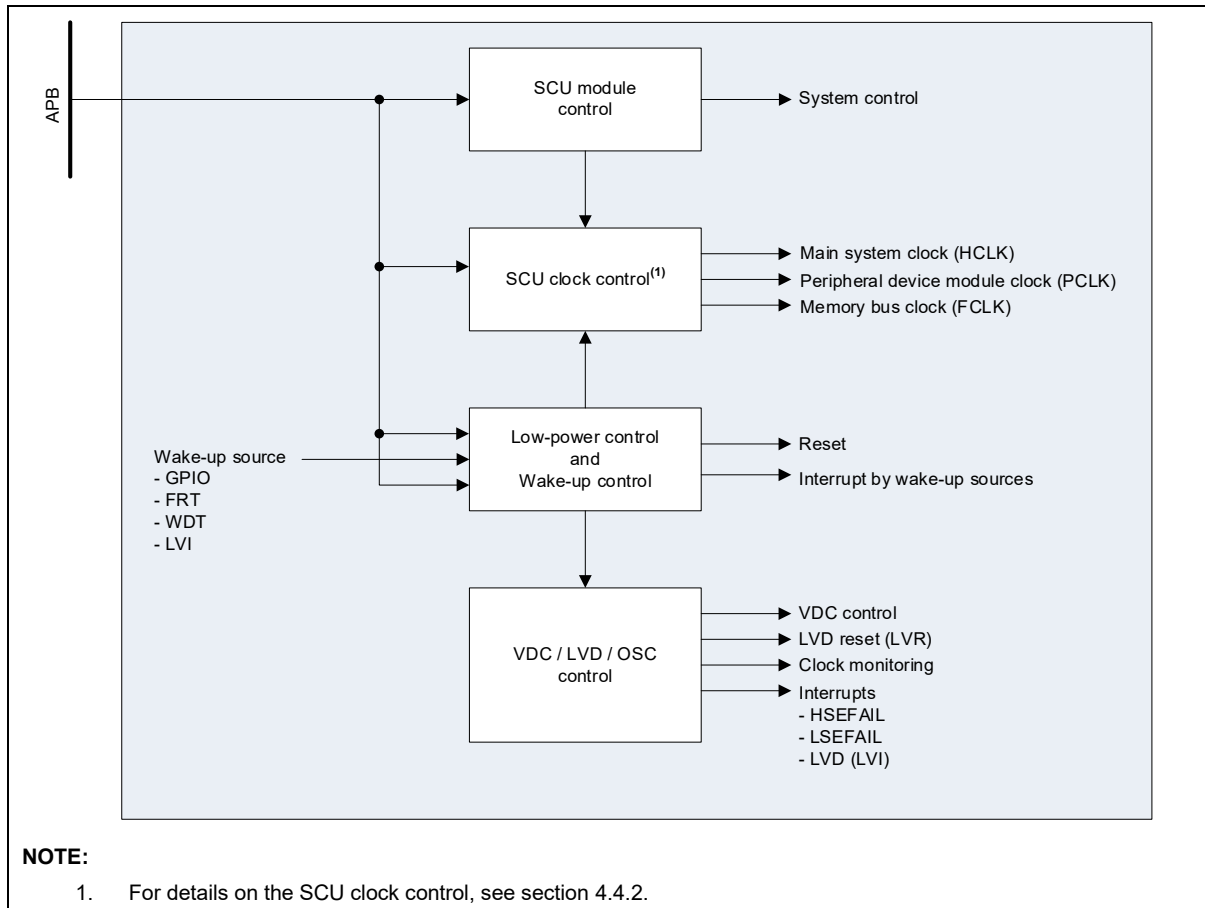 APB
SCU module
control
System control
SCU clock control(1)
Main system clock (HCLK)
Peripheral device module clock (PCLK)
Memory bus clock (FCLK)
Wake-up source
- GPIO
- FRT
- WDT
- LVI
Low-power control
and
Wake-up control
Reset
Interrupt by wake-up sources
VDC / LVD / OSC
control
VDC control
LVD reset (LVR)
Clock monitoring
Interrupts
- HSEFAIL
- LSEFAIL
- LVD (LVI)
NOTE:
1. For details on the SCU clock control, see section 4.4.2.